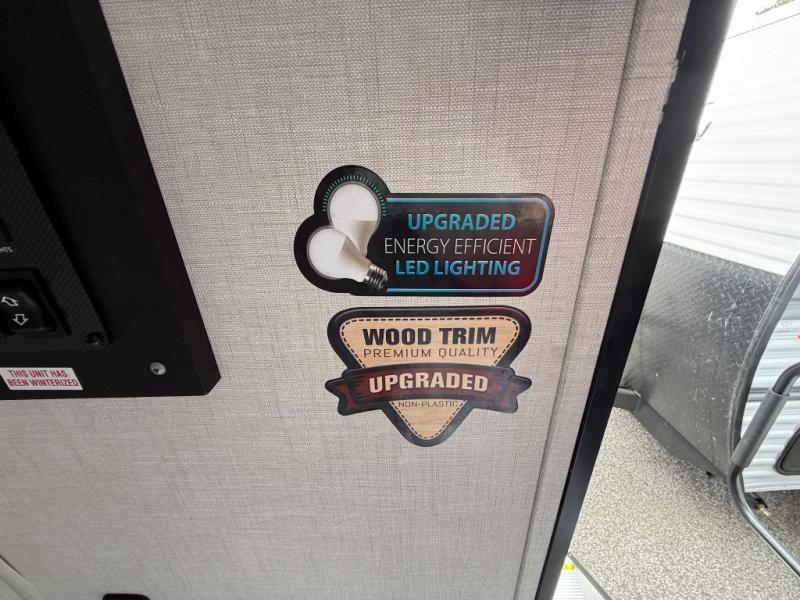 UPGRADED
ENERGY EFFICIENT
LED LIGHTING
WOOD TRIM
PREMIUM QUALITY
UPGRADED
NON-PLASTIC
THIS UNIT HAS
BEEN WINTERIZED